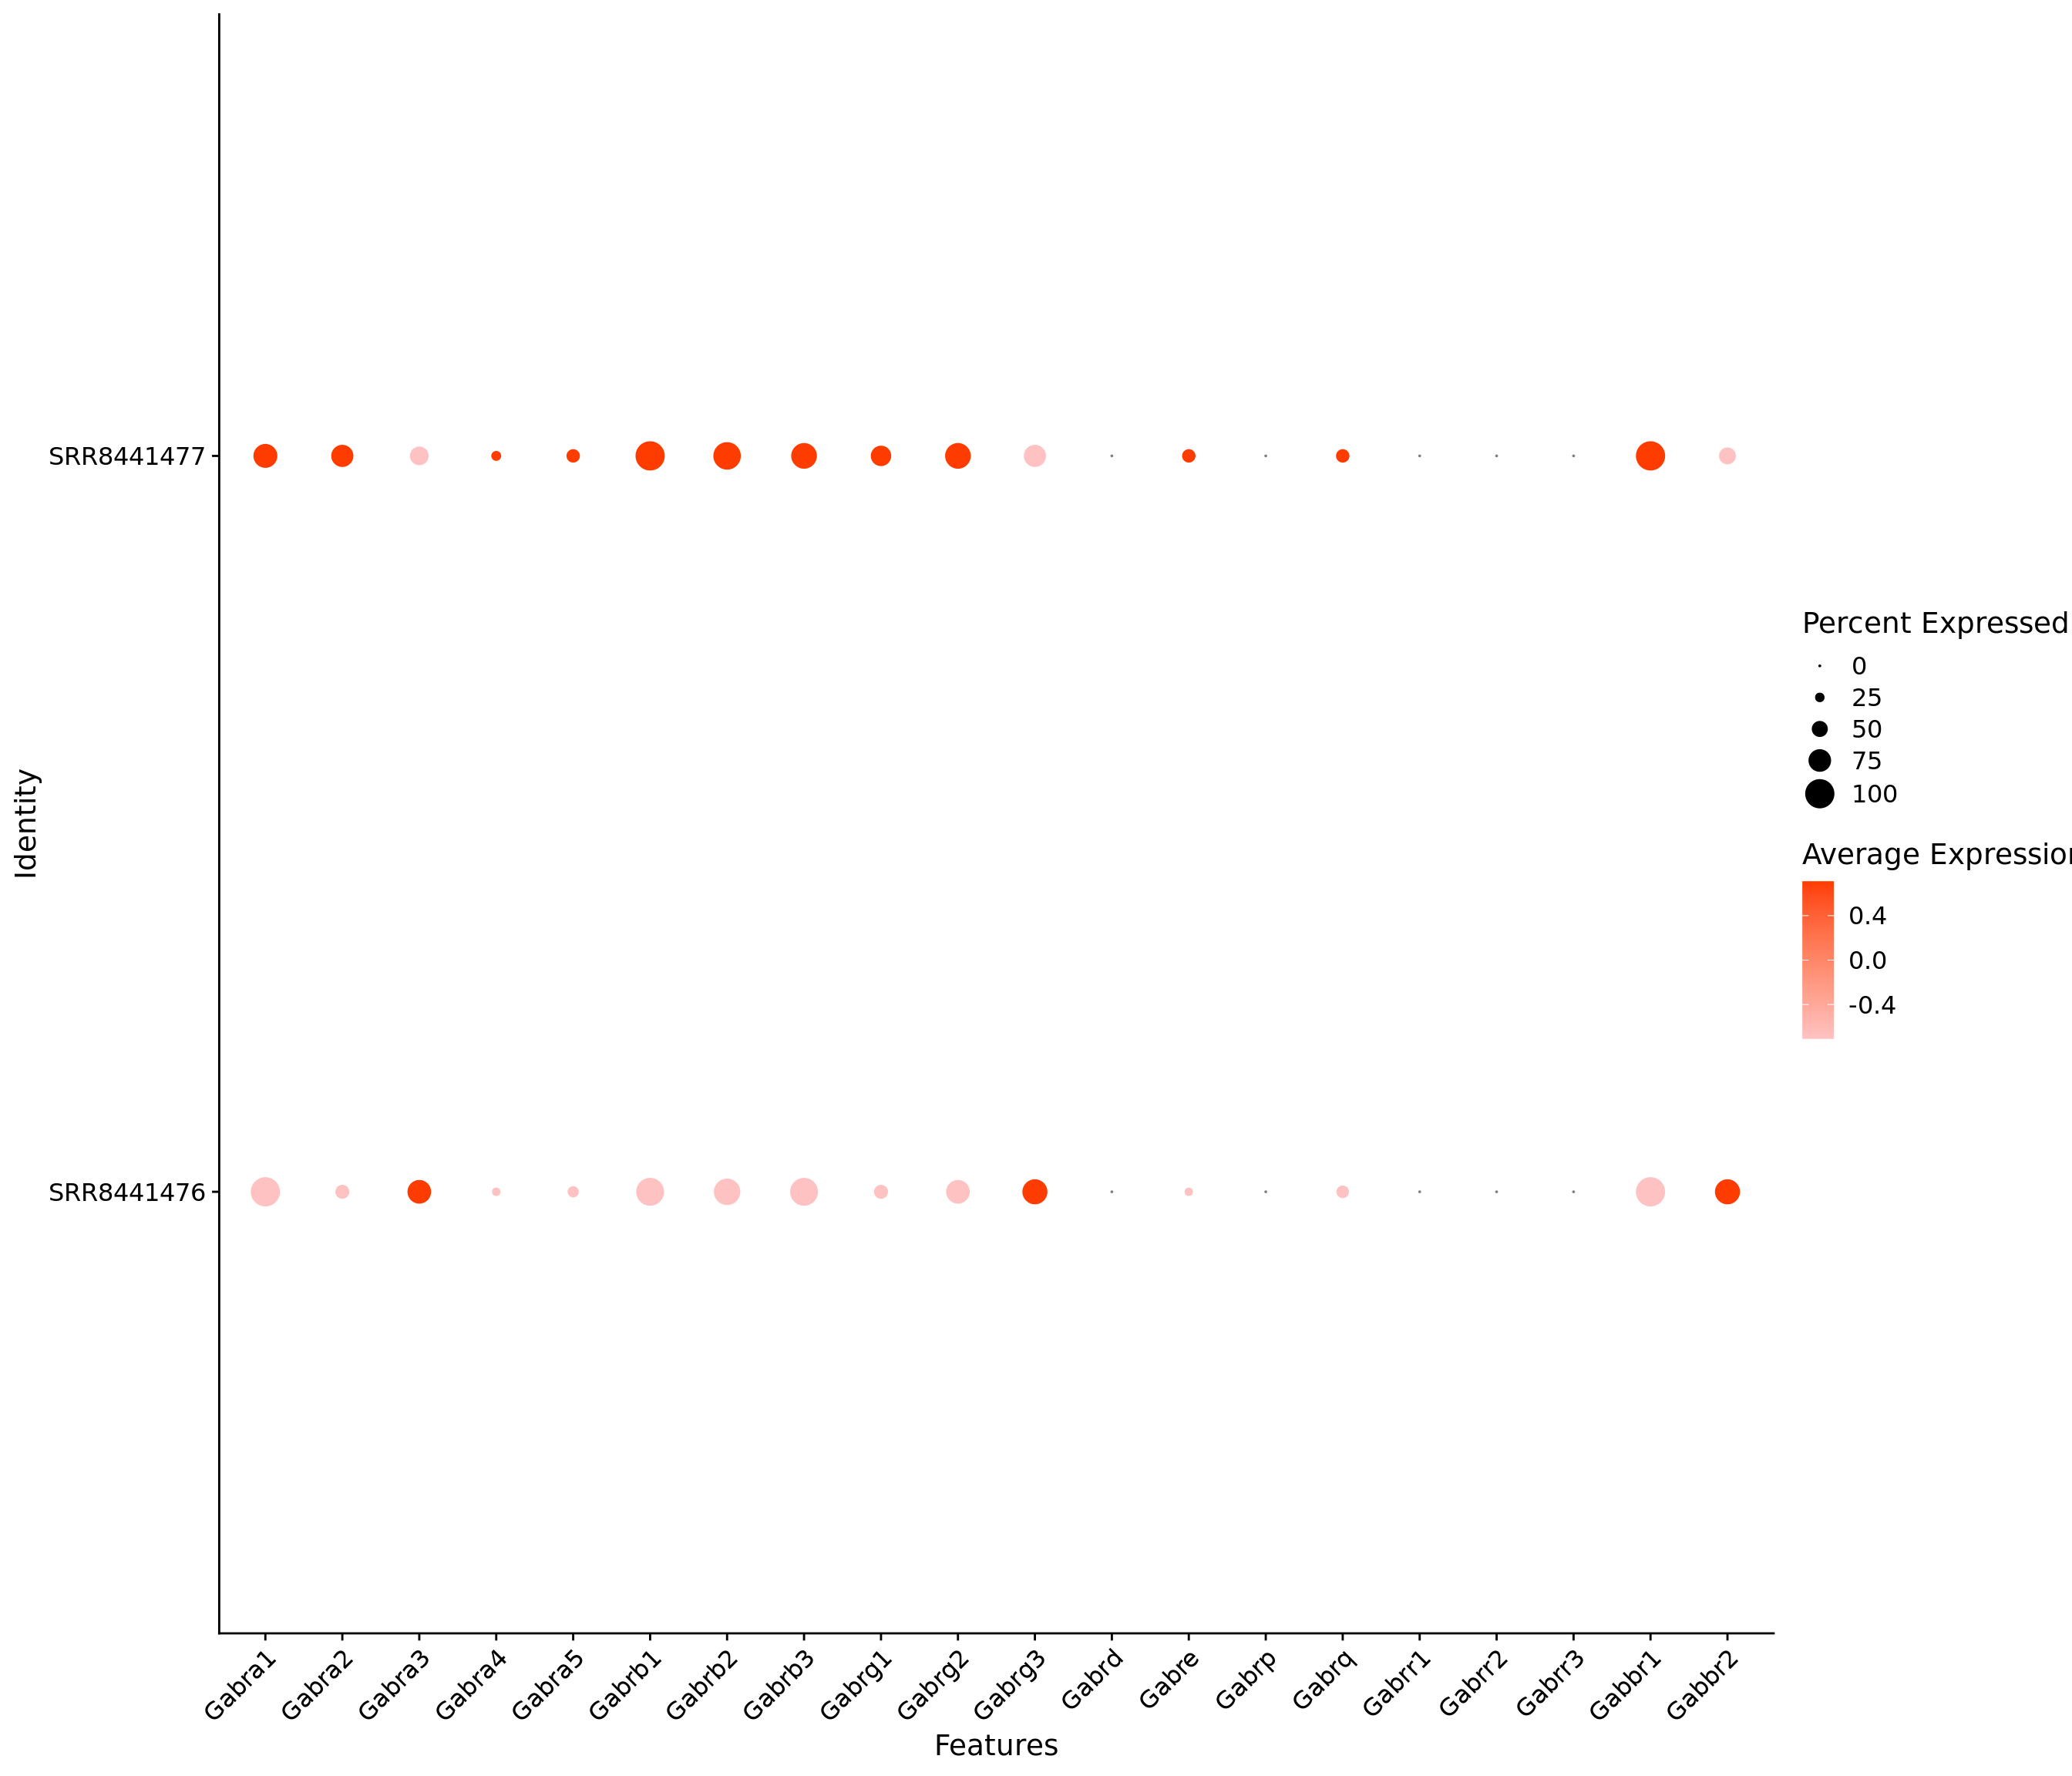 SRR8441477
SRR8441476
Identity
Gabra1
Gabra2
Gabra3
Gabra4
Gabra5
Gabrb1
Gabrb2
Gabrb3
Gabrg1
Gabrg2
Gabrg3
Gabrd
Gabre
Gabrp
Gabrq
Gabrr1
Gabrr2
Gabrr3
Gabbr1
Gabbr2
Features
Percent Expressed
0
25
50
75
100
Average Expression
0.4
0.0
-0.4